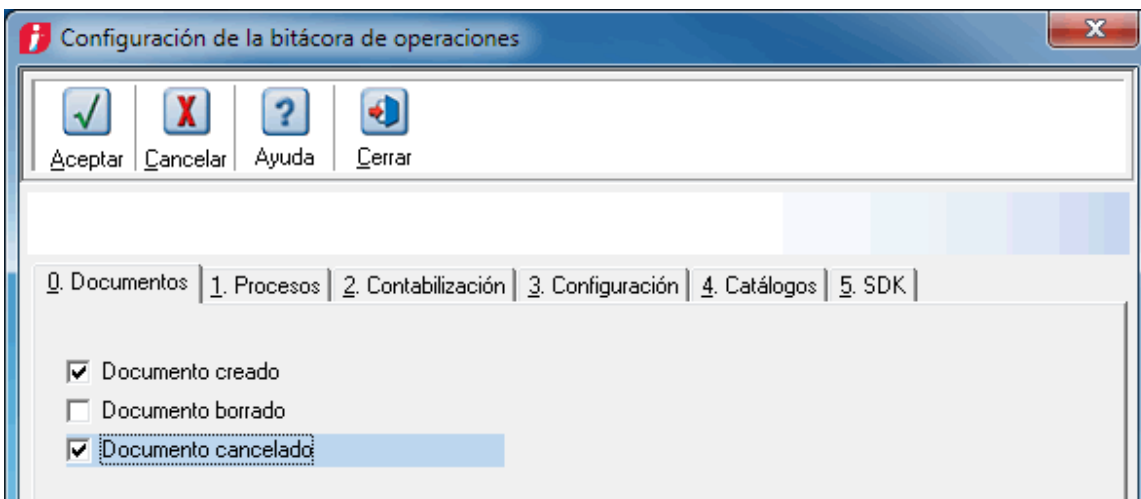 Configuración de la bitácora de operaciones
Aceptar Cancelar Ayuda Cerrar
0. Documentos 1. Procesos 2. Contabilización 3. Configuración 4. Catálogos 5. SDK
Documento creado
Documento borrado
Documento cancelado